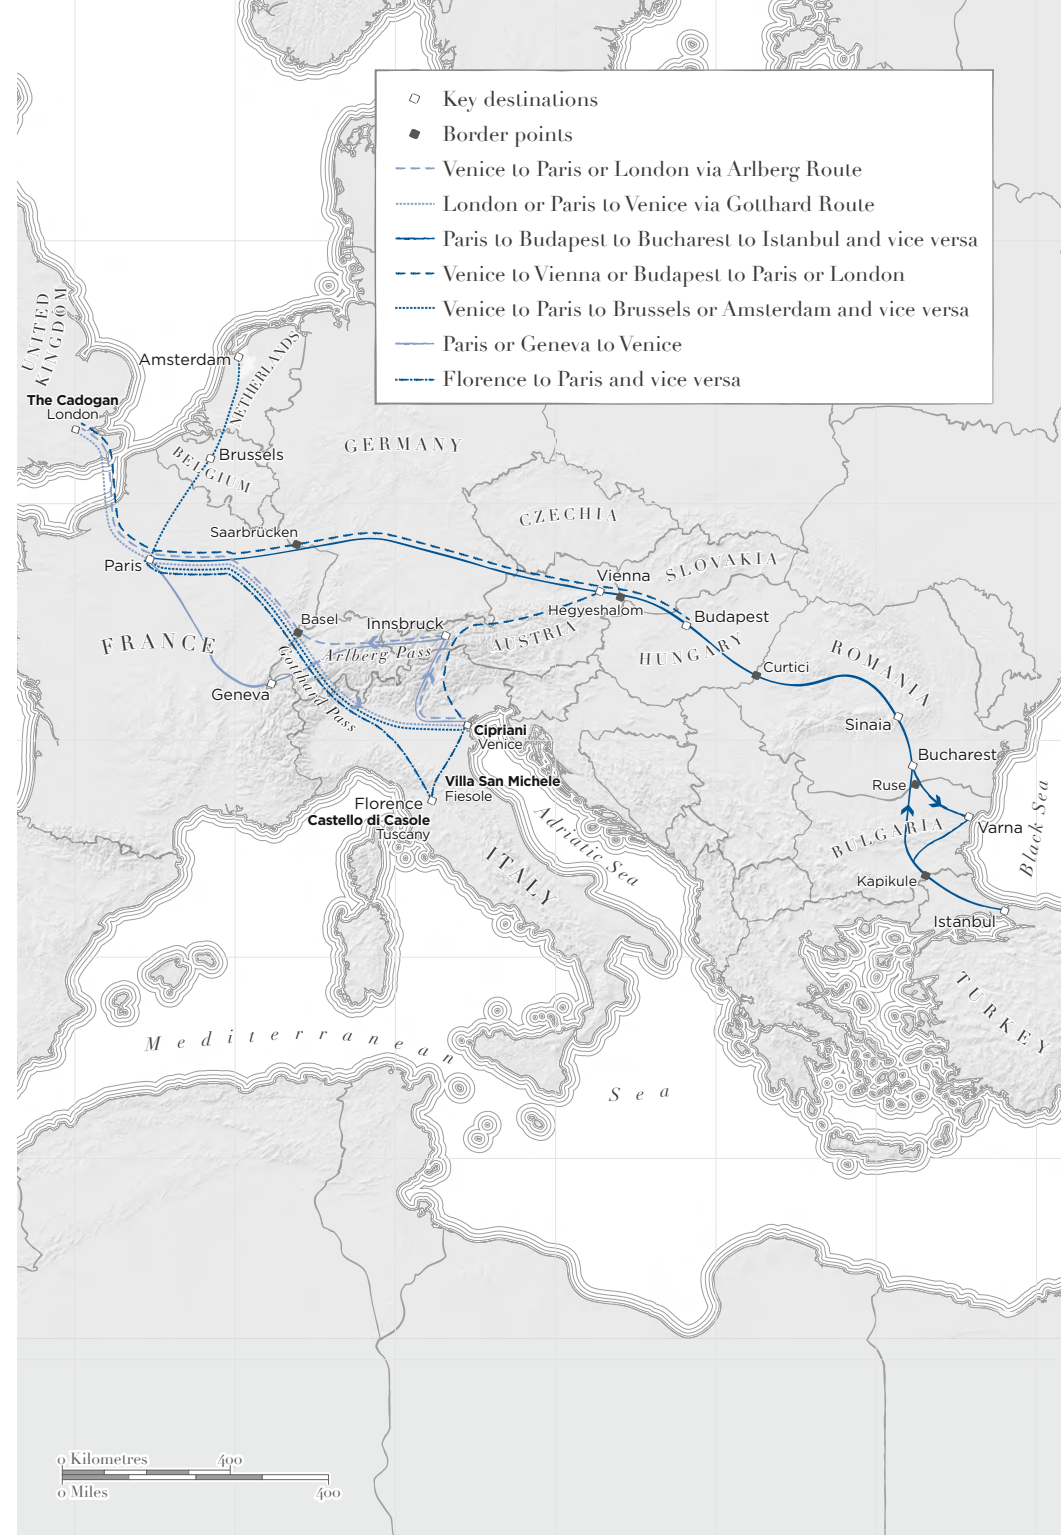 Key destinations
Border points
Venice to Paris or London via Arlberg Route
London or Paris to Venice via Gotthard Route
Paris to Budapest to Bucharest to Istanbul and vice versa
Venice to Vienna or Budapest to Paris or London
Venice to Paris to Brussels or Amsterdam and vice versa
Paris or Geneva to Venice
Florence to Paris and vice versa
UNITED
KINGDOM
Amsterdam
NETHERLANDS
The Cadogan
London
Brussels
BELGIUM
GERMANY
CZECHIA
Saarbrücken
Paris
SLOVAKIA
Vienna
Hegyeshalom
Budapest
Basel
Innsbruck
AUSTRIA
FRANCE
Arlberg Pass
HUNGARY
Curtici
ROMANIA
Gotthard Pass
Geneva
Sinaia
Cipriani
Venice
Bucharest
Ruse
Villa San Michele
Fiesole
Florence
Castello di Casole
Tuscany
Adriatic Sea
BULGARIA
Varna
Black Sea
ITALY
Kapikule
Istanbul
TURKEY
Mediterranean
Sea
0 Kilometres 400
0 Miles 400